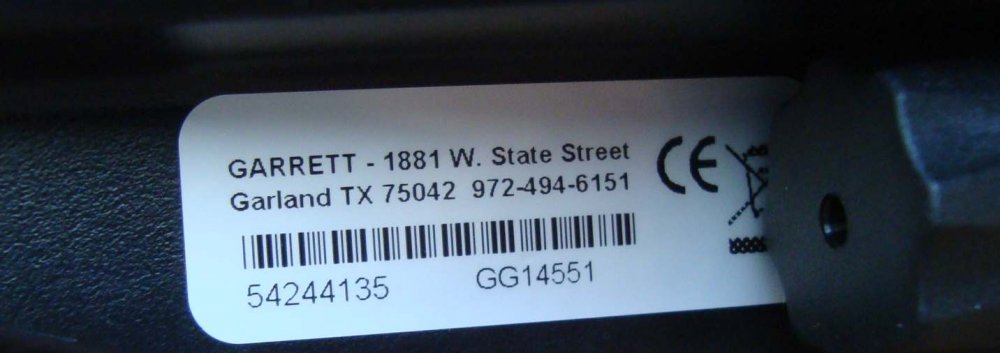 GARRETT - 1881 W. State Street
Garland TX 75042 972-494-6151
CE
54244135 GG14551